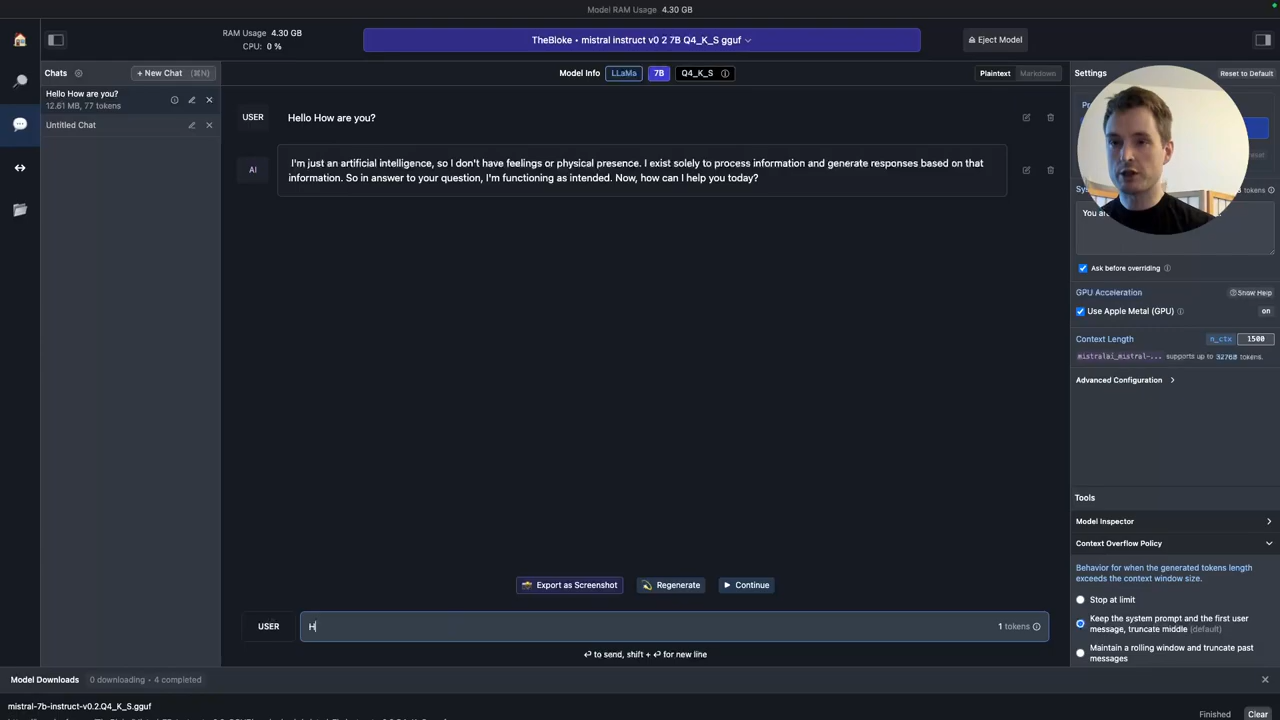 Model RAM Usage 4.30 GB
RAM Usage 4.30 GB
CPU: 0 %
TheBloke • mistral instruct v0 2 7B Q4_K_S gguf
Eject Model
Chats
+ New Chat (⌘N)
Model Info LLaMa 7B Q4_K_S
Plaintext Markdown
Settings
Reset to Default
Hello How are you?
12.61 MB, 77 tokens
Untitled Chat
USER
Hello How are you?
AI
I'm just an artificial intelligence, so I don't have feelings or physical presence. I exist solely to process information and generate responses based on that
information. So in answer to your question, I'm functioning as intended. Now, how can I help you today?
tokens
Ask before overriding
GPU Acceleration
Show Help
Use Apple Metal (GPU)
on
Context Length
n_ctx 1500
mistralai_mistral-... supports up to 32768 tokens.
Advanced Configuration
Tools
Model Inspector
Context Overflow Policy
Behavior for when the generated tokens length
exceeds the context window size.
Stop at limit
Keep the system prompt and the first user
message, truncate middle (default)
Maintain a rolling window and truncate past
messages
Export as Screenshot
Regenerate
Continue
USER
H
1 tokens
↩ to send, shift + ↩ for new line
Model Downloads 0 downloading • 4 completed
mistral-7b-instruct-v0.2.Q4_K_S.gguf
Finished
Clear